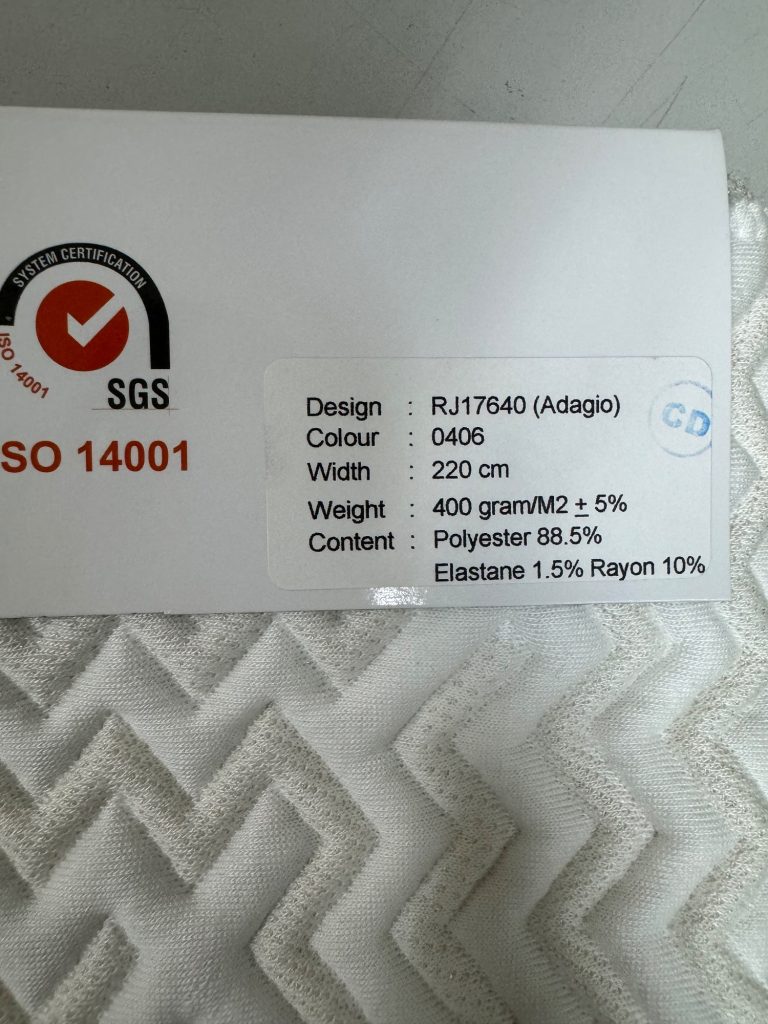 SYSTEM CERTIFICATION
ISO 14001
SGS
SO 14001
Design : RJ17640 (Adagio)
CD
Colour : 0406
Width : 220 cm
Weight : 400 gram/M2 ± 5%
Content : Polyester 88.5%
Elastane 1.5% Rayon 10%